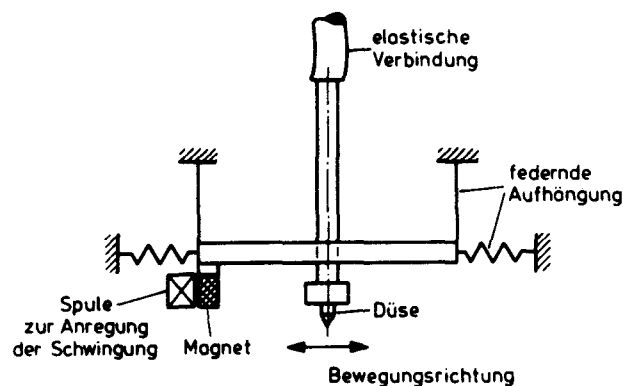 elastische
Verbindung
federnde
Aufhängung
Spule
zur Anregung
der Schwingung
Magnet
Düse
Bewegungsrichtung